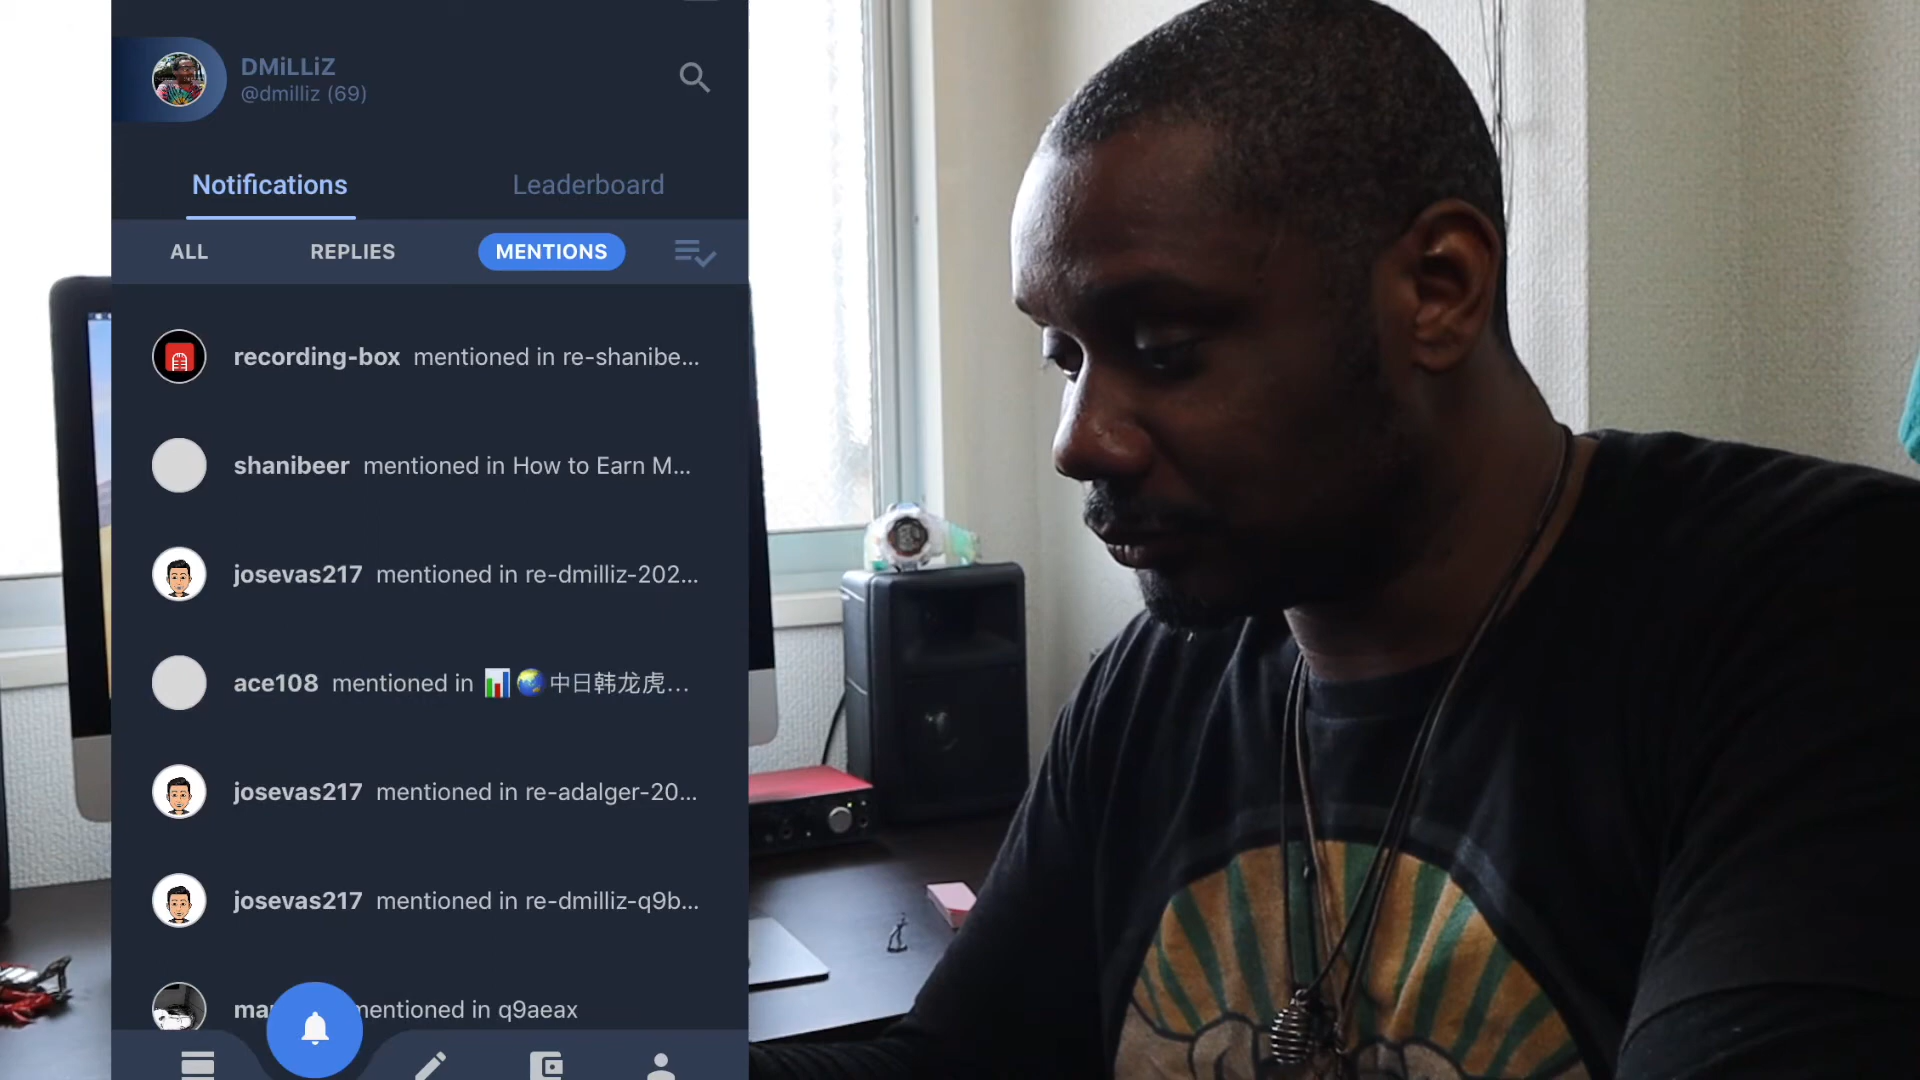 DMiLLiZ
@dmilliz (69)
Notifications Leaderboard
ALL REPLIES MENTIONS
recording-box mentioned in re-shanibe...
shanibeer mentioned in How to Earn M...
josevas217 mentioned in re-dmilliz-202...
ace108 mentioned in 📊🌏中日韩龙虎...
josevas217 mentioned in re-adalger-20...
josevas217 mentioned in re-dmilliz-q9b...
mentioned in q9aeax